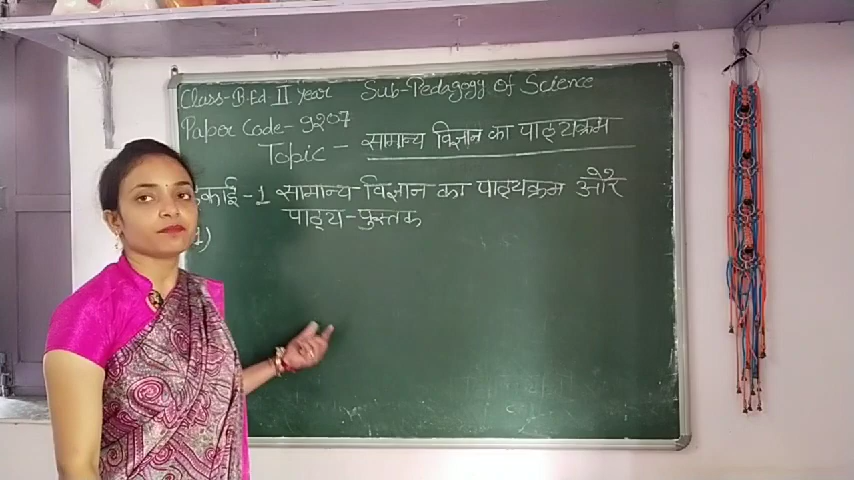 Class-B.Ed II Year Sub-Pedagogy of Science
Paper Code-9207
Topic - सामान्य विज्ञान का पाठ्यक्रम
इकाई-1 सामान्य-विज्ञान का पाठ्यक्रम और
पाठ्य-पुस्तक